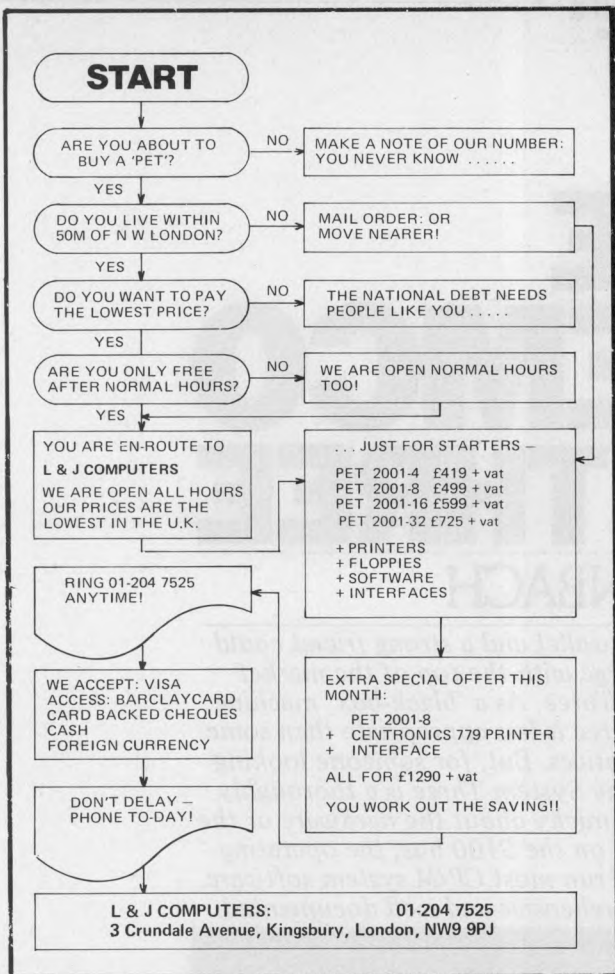 START
ARE YOU ABOUT TO
BUY A 'PET'?
NO
MAKE A NOTE OF OUR NUMBER:
YOU NEVER KNOW ......
YES
DO YOU LIVE WITHIN
50M OF N W LONDON?
NO
MAIL ORDER: OR
MOVE NEARER!
YES
DO YOU WANT TO PAY
THE LOWEST PRICE?
NO
THE NATIONAL DEBT NEEDS
PEOPLE LIKE YOU .....
YES
ARE YOU ONLY FREE
AFTER NORMAL HOURS?
NO
WE ARE OPEN NORMAL HOURS
TOO!
YES
YOU ARE EN-ROUTE TO
L & J COMPUTERS
WE ARE OPEN ALL HOURS
OUR PRICES ARE THE
LOWEST IN THE U.K.
... JUST FOR STARTERS –
PET 2001-4 £419 + vat
PET 2001-8 £499 + vat
PET 2001-16 £599 + vat
PET 2001-32 £725 + vat
+ PRINTERS
+ FLOPPIES
+ SOFTWARE
+ INTERFACES
RING 01-204 7525
ANYTIME!
WE ACCEPT: VISA
ACCESS: BARCLAYCARD
CARD BACKED CHEQUES
CASH
FOREIGN CURRENCY
EXTRA SPECIAL OFFER THIS
MONTH:
PET 2001-8
+ CENTRONICS 779 PRINTER
+ INTERFACE
ALL FOR £1290 + vat
YOU WORK OUT THE SAVING!!
DON'T DELAY –
PHONE TO-DAY!
L & J COMPUTERS: 01-204 7525
3 Crundale Avenue, Kingsbury, London, NW9 9PJ